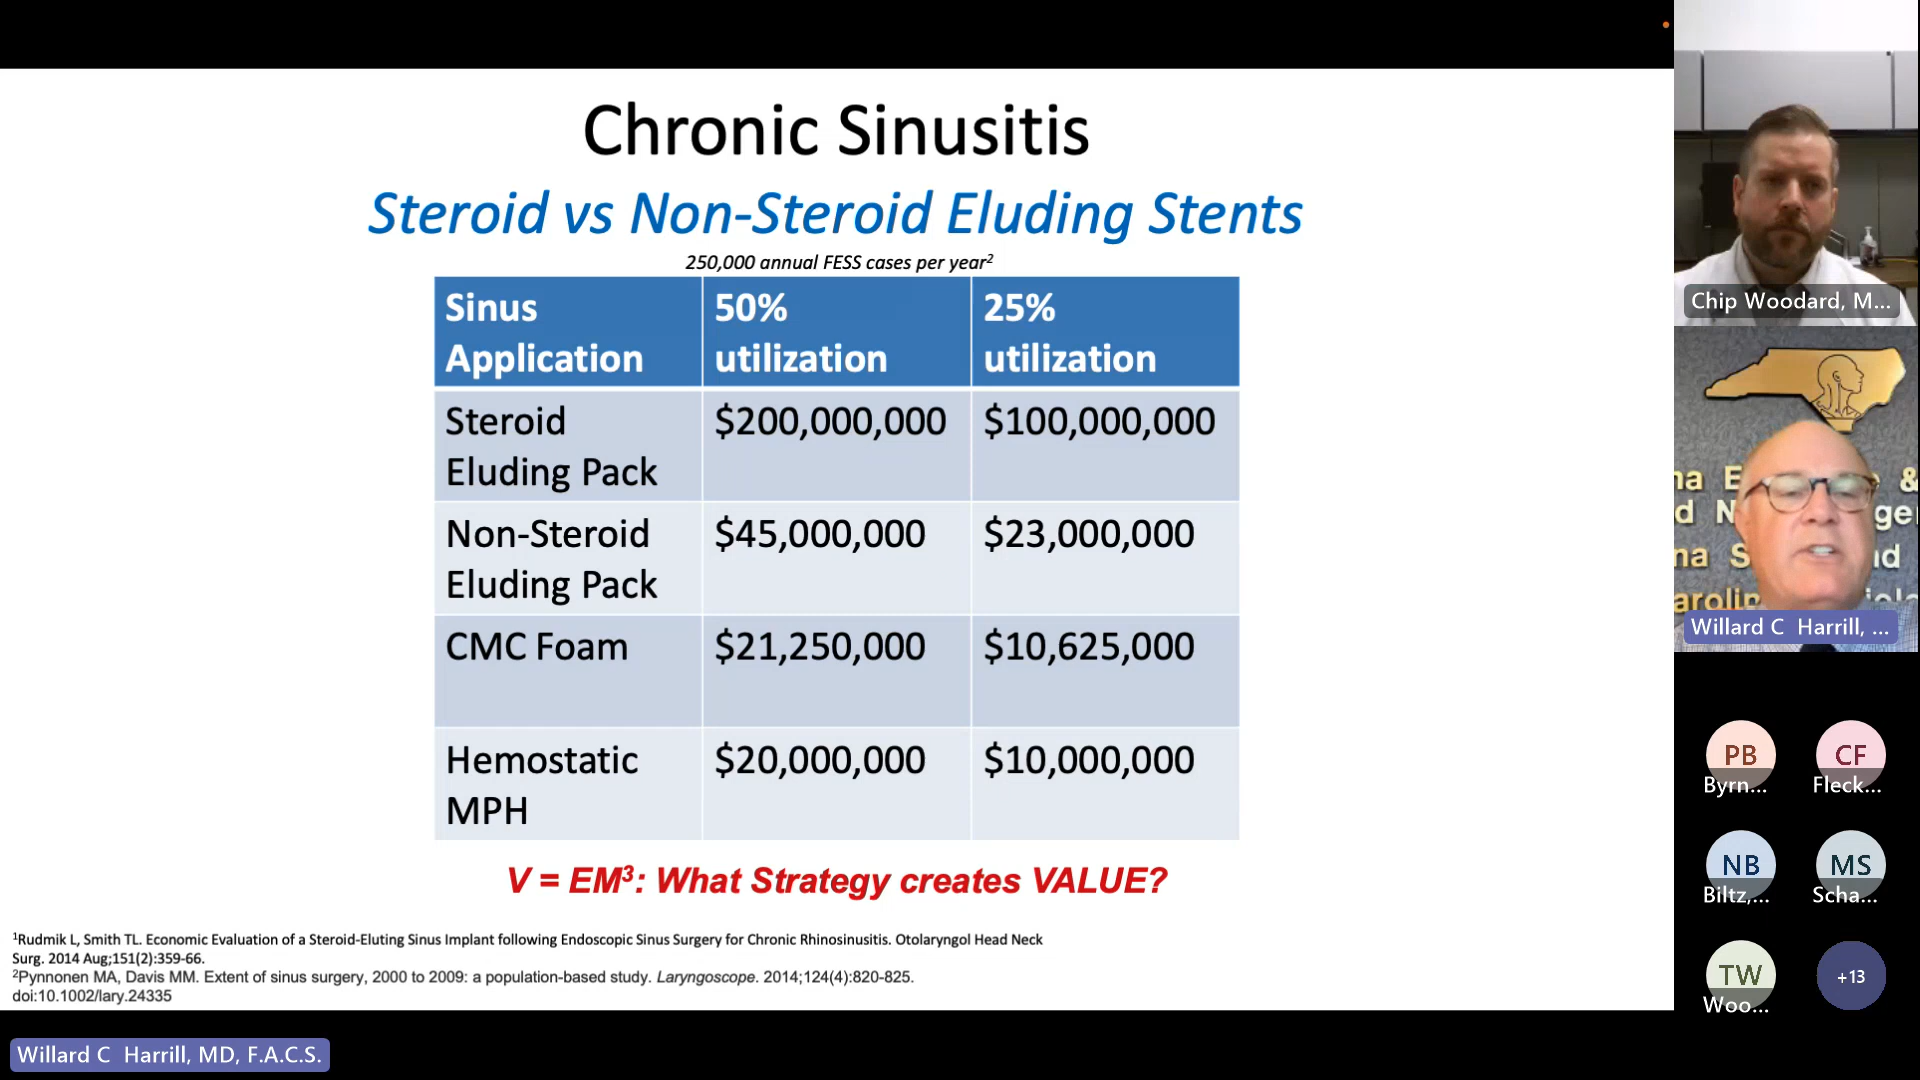 Chronic Sinusitis
Steroid vs Non-Steroid Eluding Stents
250,000 annual FESS cases per year2
Sinus Application
50% utilization
25% utilization
Steroid Eluding Pack
$200,000,000
$100,000,000
Non-Steroid Eluding Pack
$45,000,000
$23,000,000
CMC Foam
$21,250,000
$10,625,000
Hemostatic MPH
$20,000,000
$10,000,000
V = EM3: What Strategy creates VALUE?
1Rudmik L, Smith TL. Economic Evaluation of a Steroid-Eluting Sinus Implant following Endoscopic Sinus Surgery for Chronic Rhinosinusitis. Otolaryngol Head Neck
Surg. 2014 Aug;151(2):359-66.
2Pynnonen MA, Davis MM. Extent of sinus surgery, 2000 to 2009: a population-based study. Laryngoscope. 2014;124(4):820-825.
doi:10.1002/lary.24335
Willard C Harrill, MD, F.A.C.S.
Chip Woodard, M...
Willard C Harrill, ...
PB
Byrn...
CF
Fleck...
NB
Biltz,...
MS
Scha...
TW
Woo...
+13